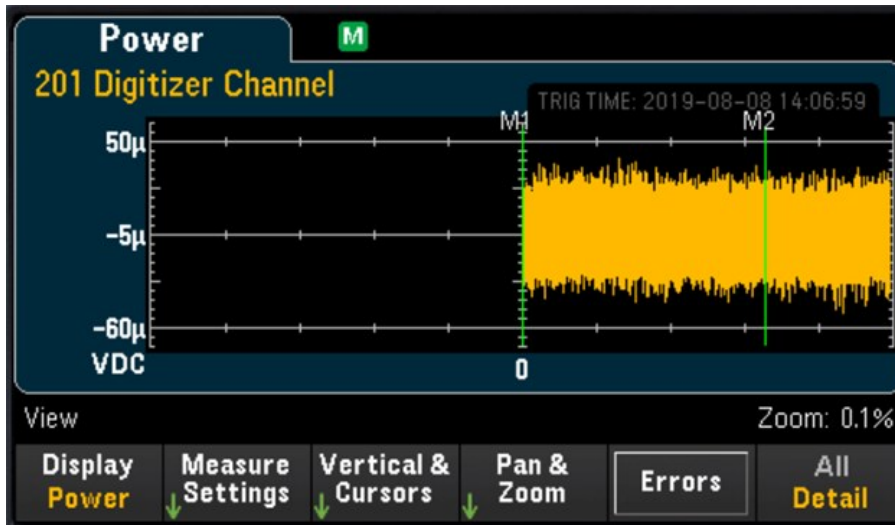 Power M
201 Digitizer Channel
TRIG TIME: 2019-08-08 14:06:59
M1 M2
50µ
-5µ
-60µ
VDC 0
View Zoom: 0.1%
Display Measure Vertical & Pan & Errors All
Power Settings Cursors Zoom Detail